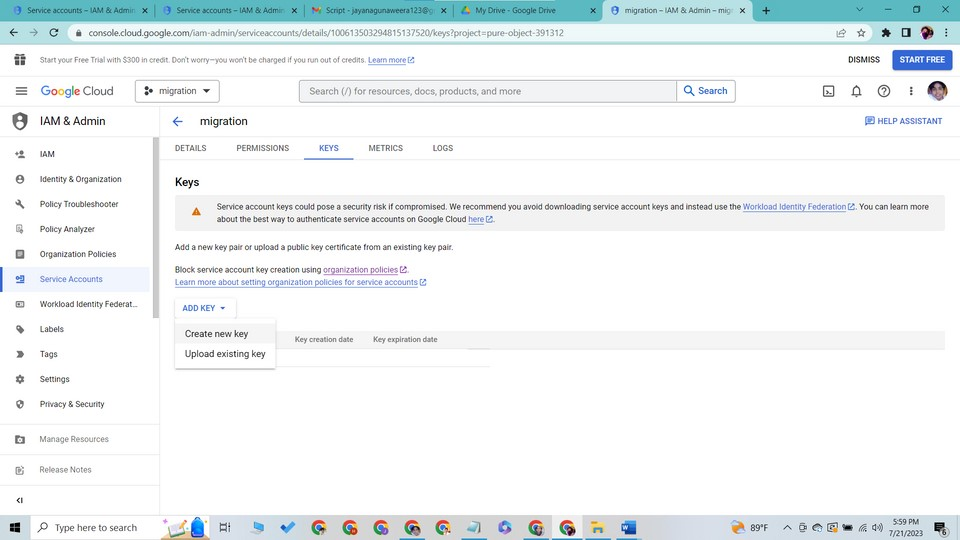 Service accounts – IAM & Admin –
Service accounts – IAM & Admin –
Script - jayanagunaweera123@g
My Drive - Google Drive
migration – IAM & Admin – migr
console.cloud.google.com/iam-admin/serviceaccounts/details/100613503294815137520/keys?project=pure-object-391312
Start your Free Trial with $300 in credit. Don't worry—you won't be charged if you run out of credits. Learn more
DISMISS
START FREE
Google Cloud
migration
Search (/) for resources, docs, products, and more
Search
IAM & Admin
migration
HELP ASSISTANT
DETAILS
PERMISSIONS
KEYS
METRICS
LOGS
IAM
Identity & Organization
Policy Troubleshooter
Policy Analyzer
Organization Policies
Service Accounts
Workload Identity Federat...
Labels
Tags
Settings
Privacy & Security
Manage Resources
Release Notes
Keys
Service account keys could pose a security risk if compromised. We recommend you avoid downloading service account keys and instead use the Workload Identity Federation. You can learn more
about the best way to authenticate service accounts on Google Cloud here.
Add a new key pair or upload a public key certificate from an existing key pair.
Block service account key creation using organization policies.
Learn more about setting organization policies for service accounts
ADD KEY
Create new key
Upload existing key
Key creation date
Key expiration date
Type here to search
89°F
5:59 PM
7/21/2023
6